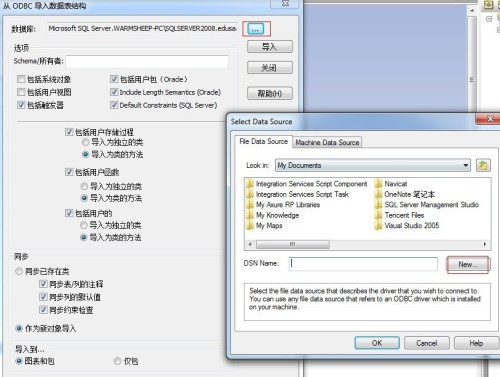 从 ODBC 导入数据表结构
数据库: Microsoft SQL Server.WARMSHEEP-PC\SQLSERVER2008.edusa
...
选项
导入
Schema/所有者:
关闭
包括系统对象
包括用户包 (Oracle)
包括用户视图
Include Length Semantics (Oracle)
帮助(H)
包括触发器
Default Constraints (SQL Server)
包括用户存储过程
导入为独立的类
导入为类的方法
包括用户函数
导入为独立的类
导入为类的方法
包括用户的
导入为独立的类
导入为类的方法
同步
同步已存在类
同步表/列的注释
同步列的默认值
同步约束检查
作为新对象导入
导入到...
图表和包
仅包
Select Data Source
File Data Source
Machine Data Source
Look in:
My Documents
Integration Services Script Component
Navicat
Integration Services Script Task
OneNote 笔记本
My Axure RP Libraries
SQL Server Management Studio
My Knowledge
Tencent Files
My Maps
Visual Studio 2005
DSN Name:
New...
Select the file data source that describes the driver that you wish to connect to.
You can use any file data source that refers to an ODBC driver which is installed
on your machine.
OK
Cancel
Help